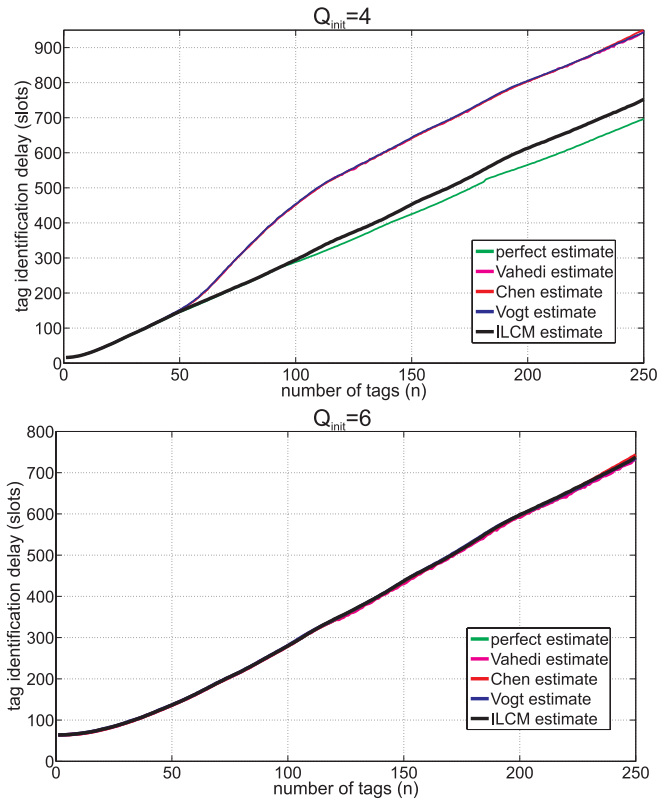 Q_init=4
tag identification delay (slots)
900
800
700
600
500
400
300
200
100
0
perfect estimate
Vahedi estimate
Chen estimate
Vogt estimate
ILCM estimate
0 50 100 150 200 250
number of tags (n)
Q_init=6
tag identification delay (slots)
800
700
600
500
400
300
200
100
0
perfect estimate
Vahedi estimate
Chen estimate
Vogt estimate
ILCM estimate
0 50 100 150 200 250
number of tags (n)